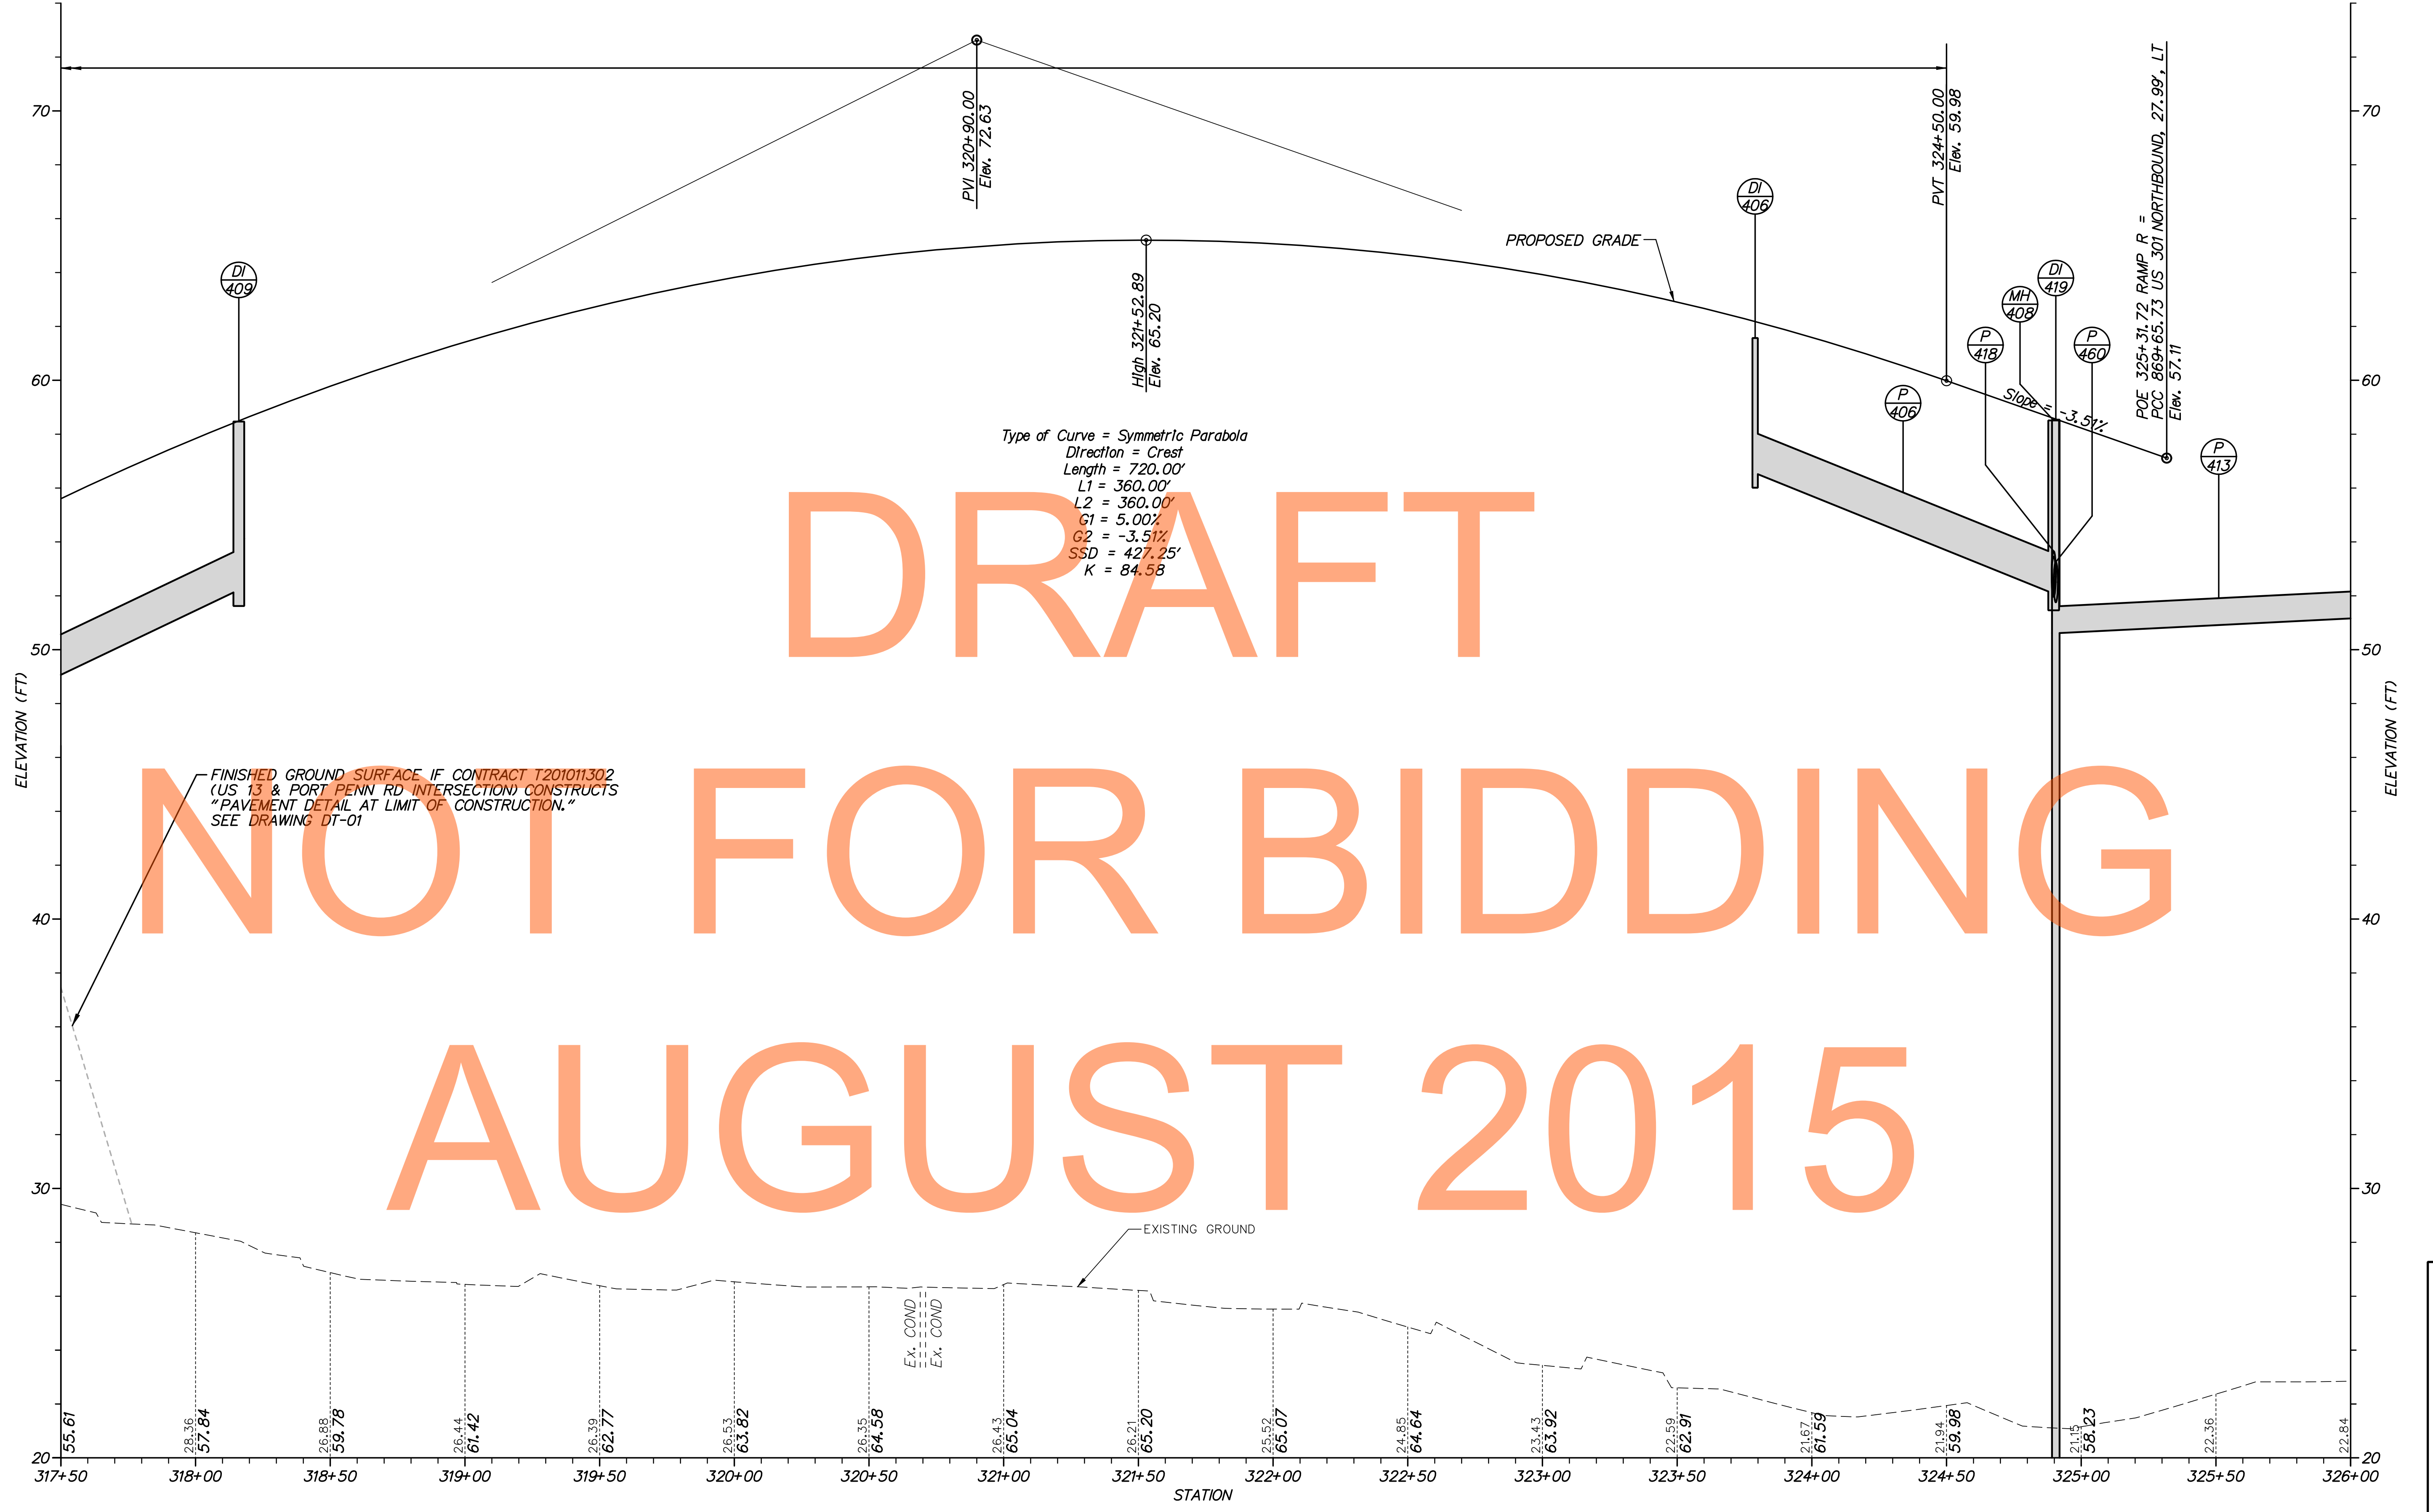 70
60
50
40
30
20
ELEVATION (FT)
PVI 320+90.00
Elev. 72.63
PVT 324+50.00
Elev. 59.98
POE 325+31.72 RAMP R =
PCC 869+65.73 US 301 NORTHBOUND, 27.99', LT
Elev. 57.11
DI
409
DI
406
PROPOSED GRADE
DI
419
MH
408
P
418
P
460
P
406
P
413
Slope = -3.51%
High 321+52.89
Elev. 65.20
Type of Curve = Symmetric Parabola
Direction = Crest
Length = 720.00'
L1 = 360.00'
L2 = 360.00'
G1 = 5.00%
G2 = -3.51%
SSD = 427.25'
K = 84.58
DRAFT
NOT FOR BIDDING
AUGUST 2015
FINISHED GROUND SURFACE IF CONTRACT T201011302
(US 13 & PORT PENN RD INTERSECTION) CONSTRUCTS
"PAVEMENT DETAIL AT LIMIT OF CONSTRUCTION."
SEE DRAWING DT-01
EXISTING GROUND
Ex. COND
Ex. COND
55.61
28.36
57.84
26.88
59.78
26.44
61.42
26.39
62.77
26.53
63.82
26.35
64.58
26.43
65.04
26.21
65.20
25.52
65.07
24.85
64.64
23.43
63.92
22.59
62.91
21.67
61.59
21.94
59.98
21.15
58.23
22.36
22.84
317+50
318+00
318+50
319+00
319+50
320+00
320+50
321+00
321+50
322+00
322+50
323+00
323+50
324+00
324+50
325+00
325+50
326+00
STATION
70
60
50
40
30
20
ELEVATION (FT)